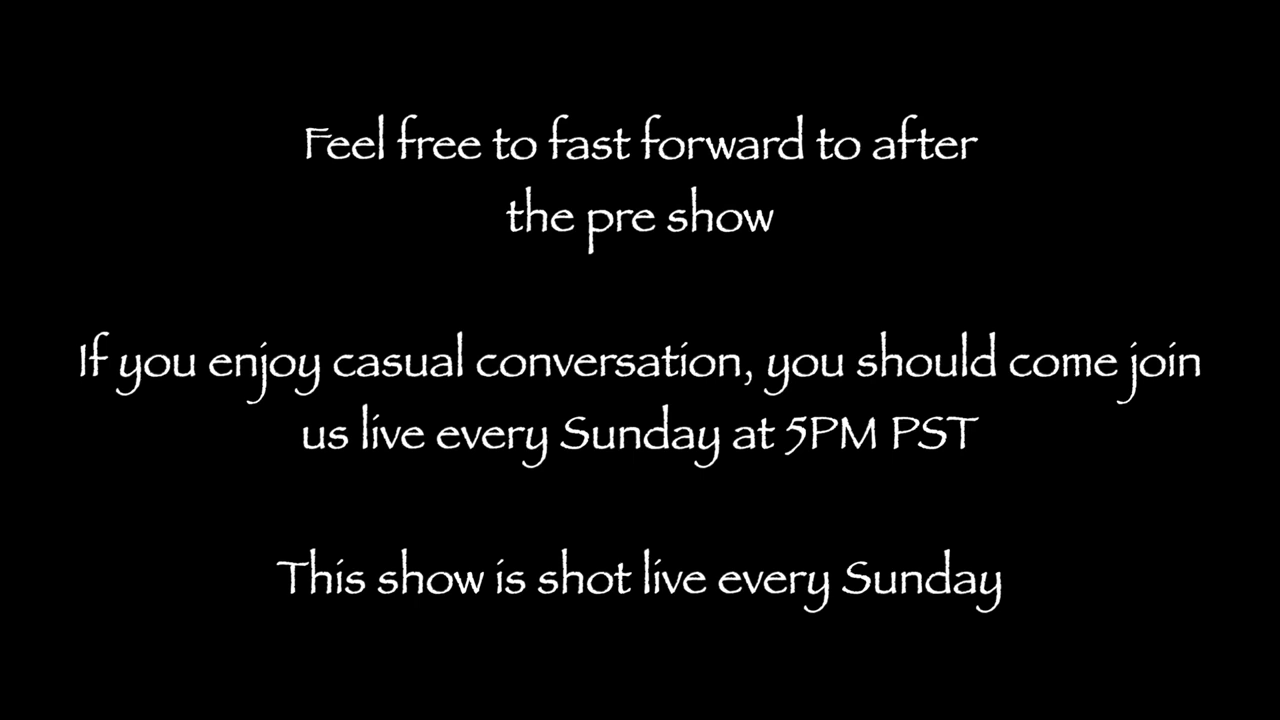 Feel free to fast forward to after
the pre show
If you enjoy casual conversation, you should come join
us live every Sunday at 5PM PST
This show is shot live every Sunday